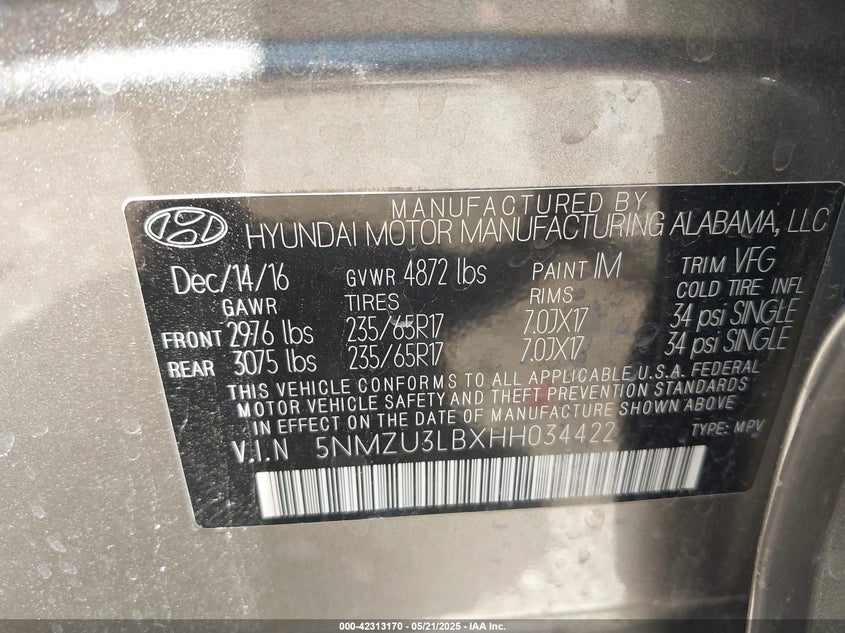 MANUFACTURED BY
HYUNDAI MOTOR MANUFACTURING ALABAMA, LLC
Dec/14/16 GVWR 4872 lbs PAINT IM TRIM VFG
GAWR TIRES RIMS COLD TIRE INFL
FRONT 2976 lbs 235/65R17 7.0JX17 34 psi SINGLE
REAR 3075 lbs 235/65R17 7.0JX17 34 psi SINGLE
THIS VEHICLE CONFORMS TO ALL APPLICABLE U.S.A. FEDERAL
MOTOR VEHICLE SAFETY AND THEFT PREVENTION STANDARDS
IN EFFECT ON THE DATE OF MANUFACTURE SHOWN ABOVE
V.I.N 5NMZU3LBXHH034422 TYPE: MPV
000-42313170 - 05/21/2025 - IAA Inc.